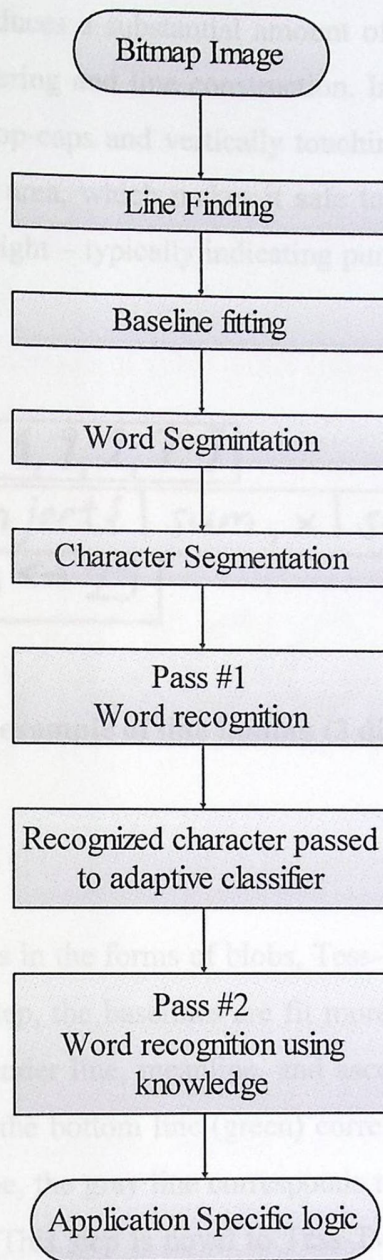 Bitmap Image
Line Finding
Baseline fitting
Word Segmintation
Character Segmentation
Pass #1
Word recognition
Recognized character passed
to adaptive classifier
Pass #2
Word recognition using
knowledge
Application Specific logic